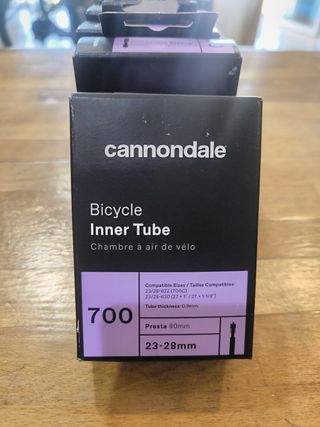 cannondale
Bicycle
Inner Tube
Chambre à air de vélo
Compatible Sizes / Tailles Compatibles
23/28-622 (700C)
23/28-630 (27 × 1" / 27 × 1-1/8")
Tube thickness: 0.9mm
700
Presta 80mm
23-28mm